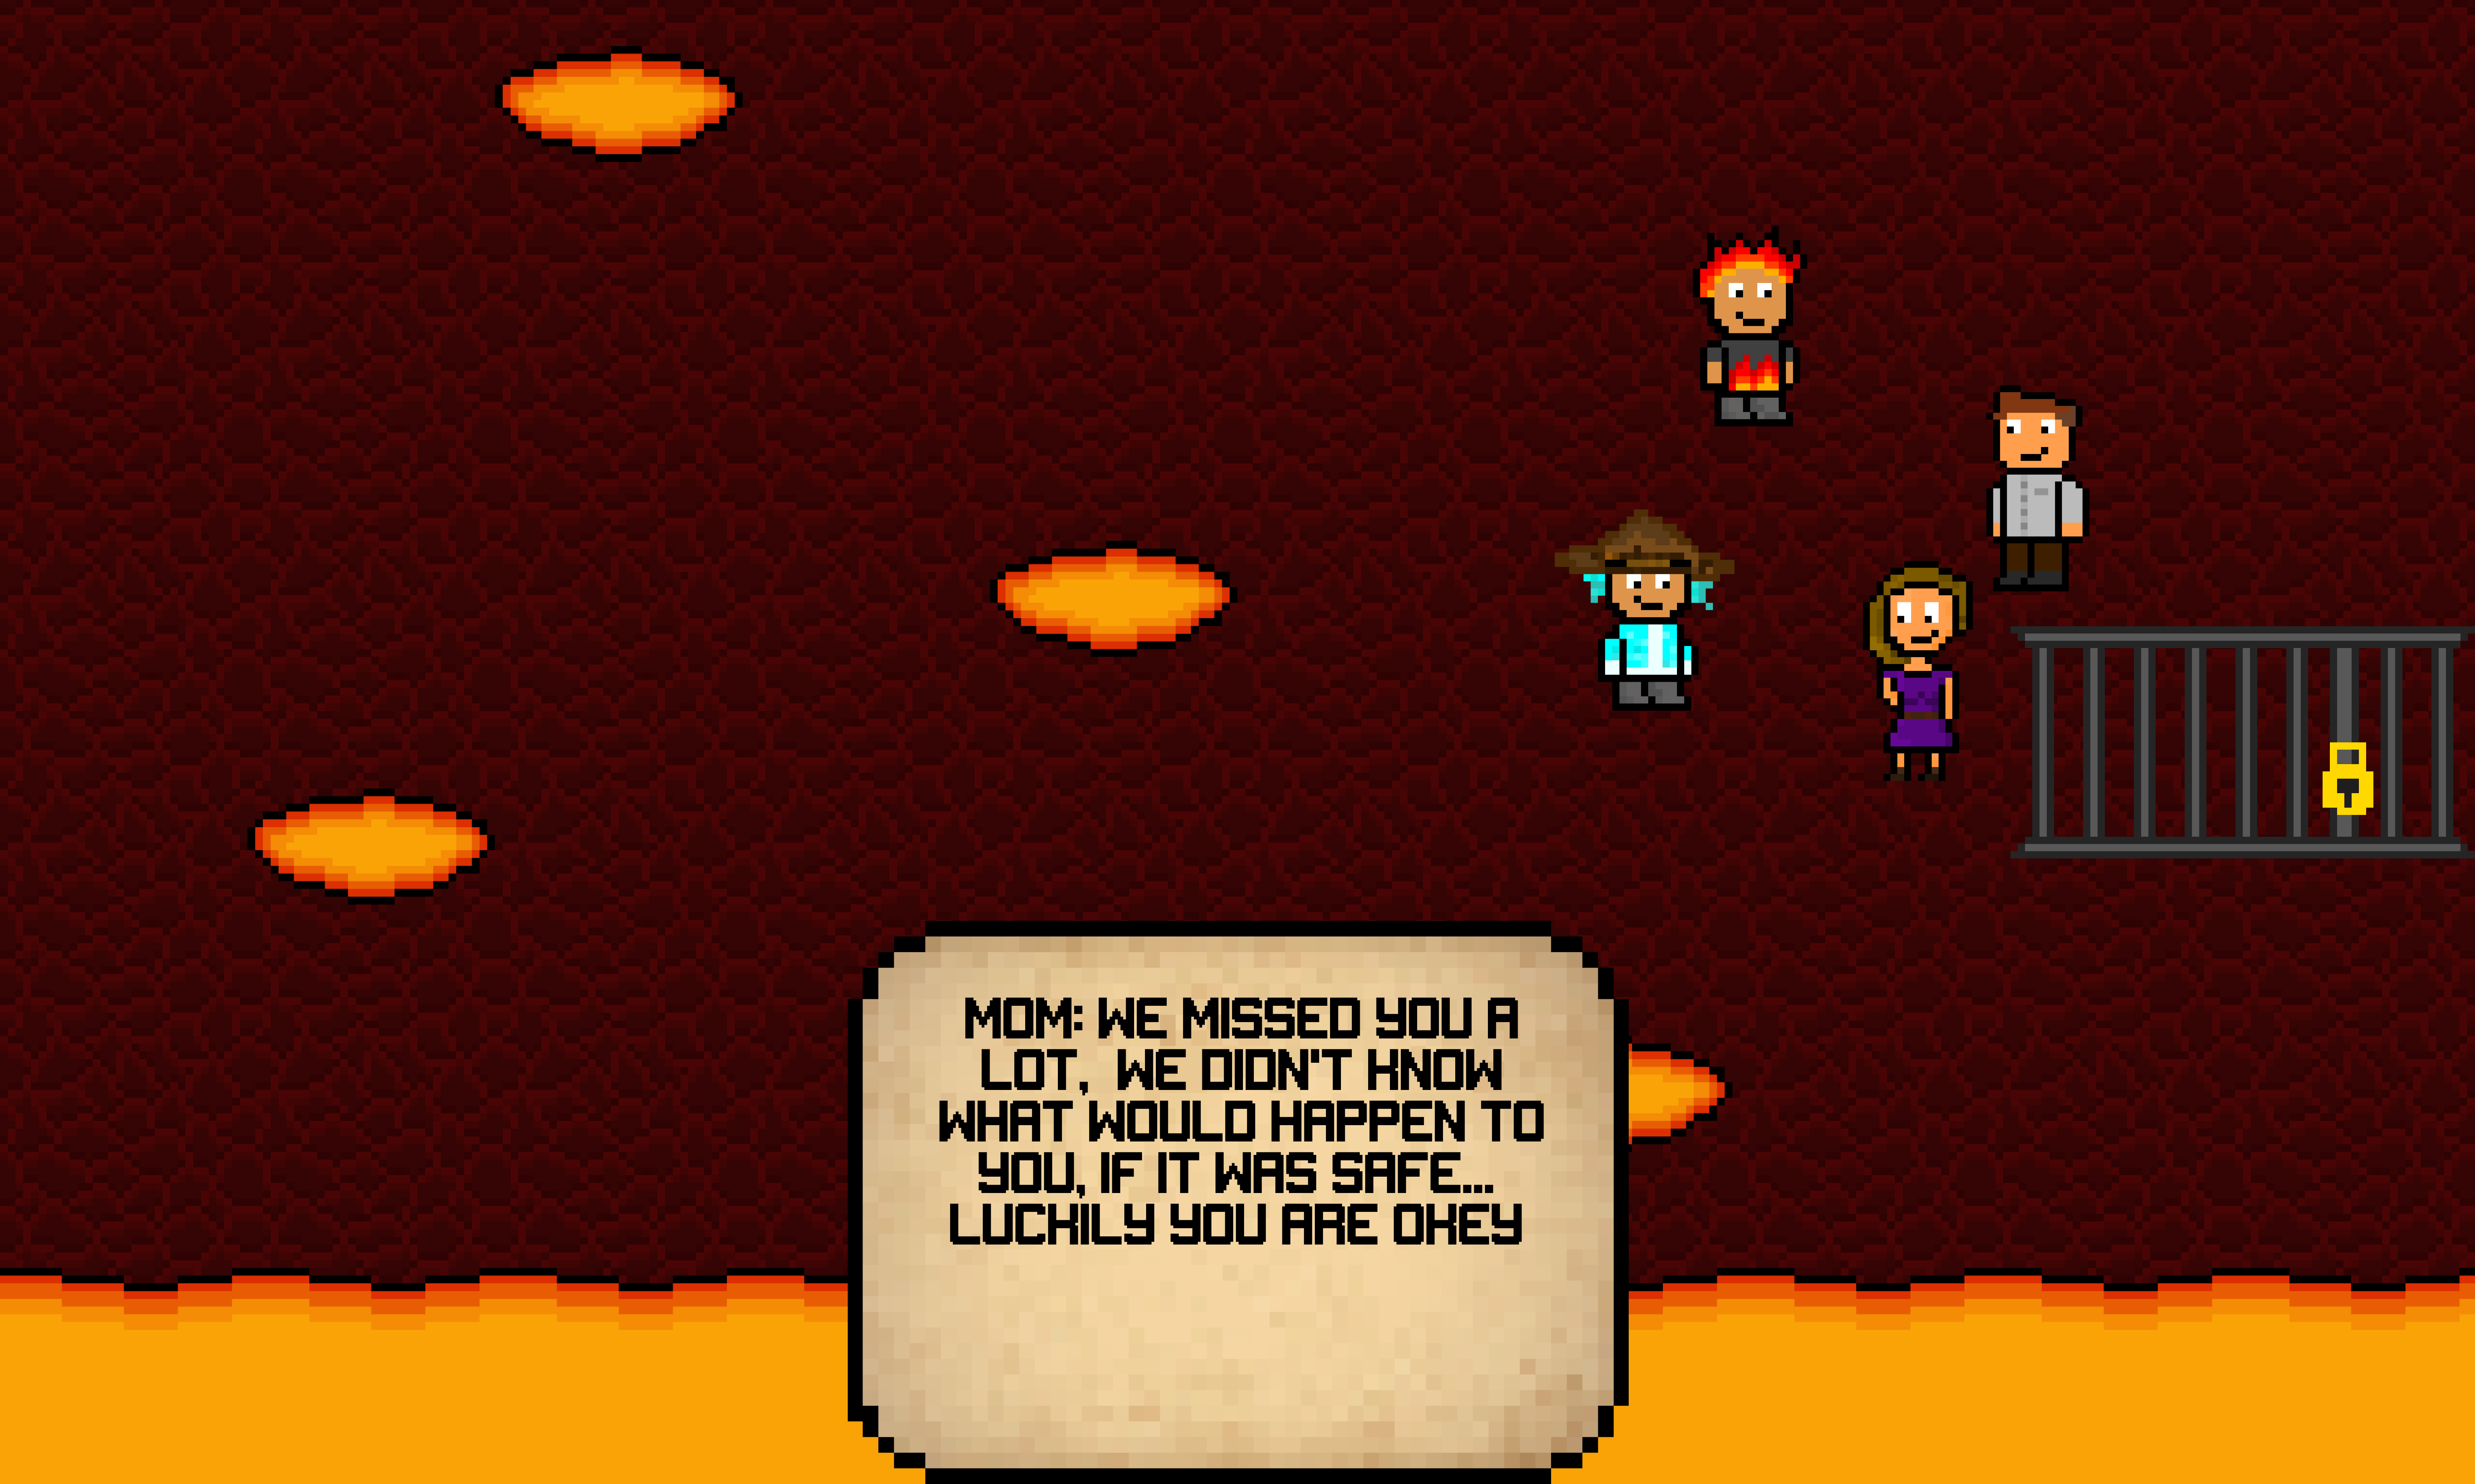 MOM: WE MISSED YOU A
LOT,  WE DIDN'T KNOW
WHAT WOULD HAPPEN TO
YOU, IF IT WAS SAFE...
LUCKILY YOU ARE OKEY